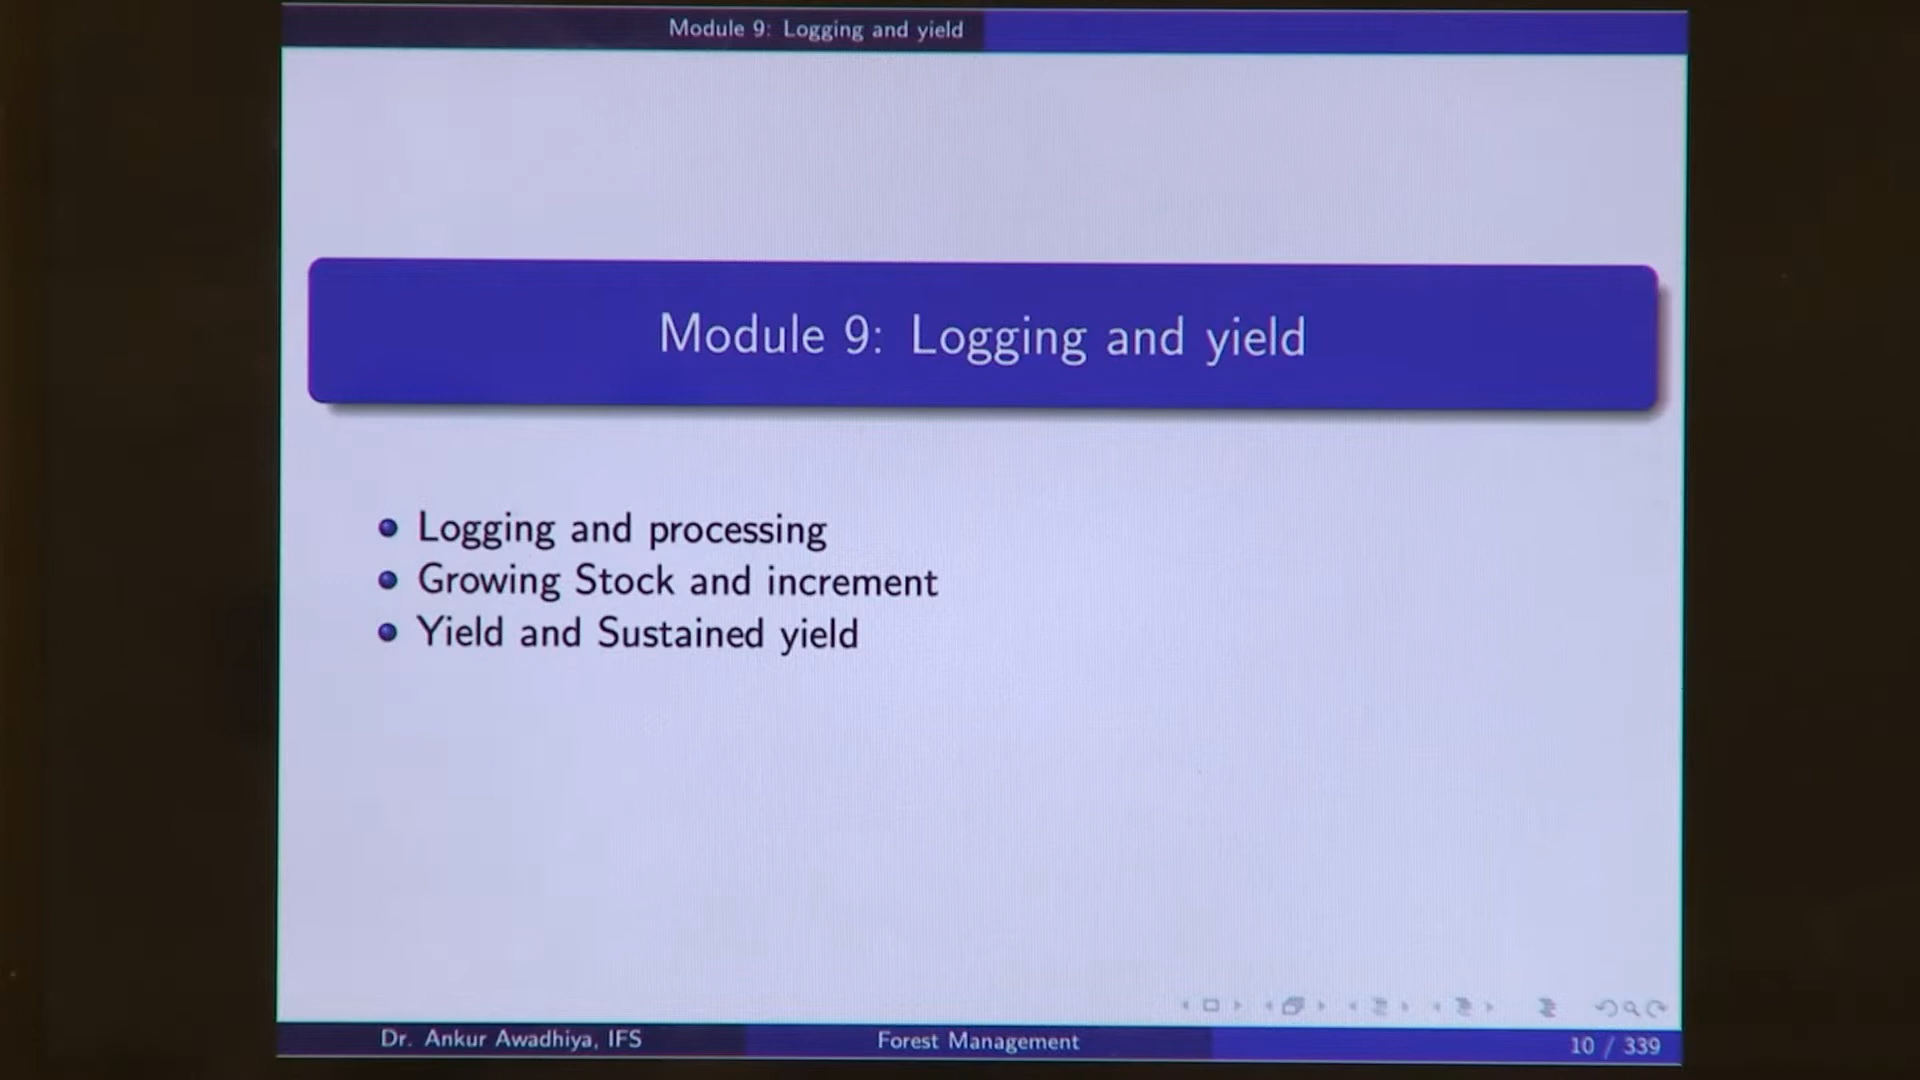 Module 9: Logging and yield
Module 9: Logging and yield
Logging and processing
Growing Stock and increment
Yield and Sustained yield
Dr. Ankur Awadhiya, IFS
Forest Management
10 / 339